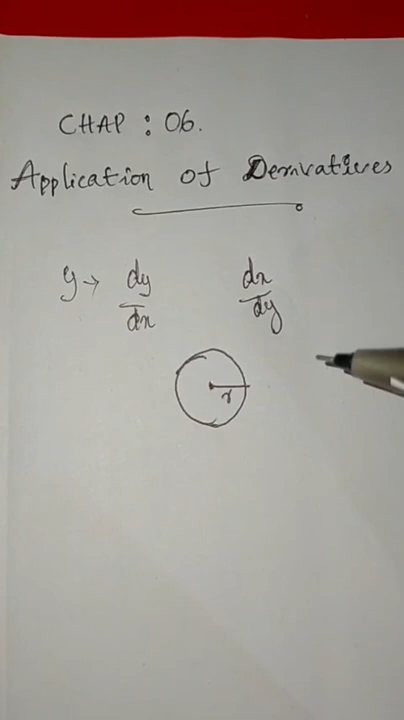 CHAP : 06.
Application of Derivatives
y → dy/dx dx/dy
r